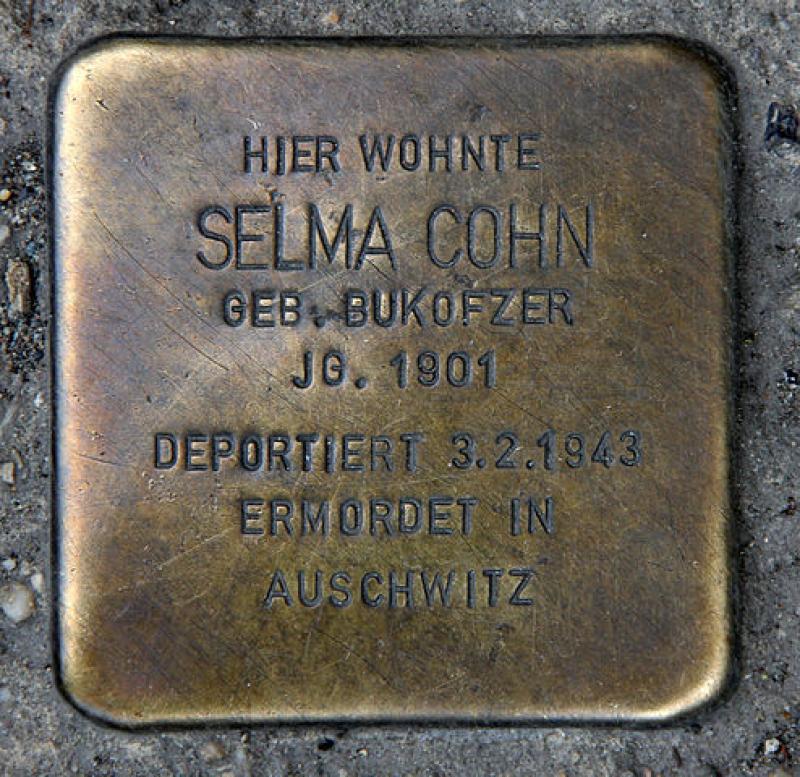 HIER WOHNTE
SELMA COHN
GEB. BUKOFZER
JG. 1901
DEPORTIERT 3.2.1943
ERMORDET IN
AUSCHWITZ